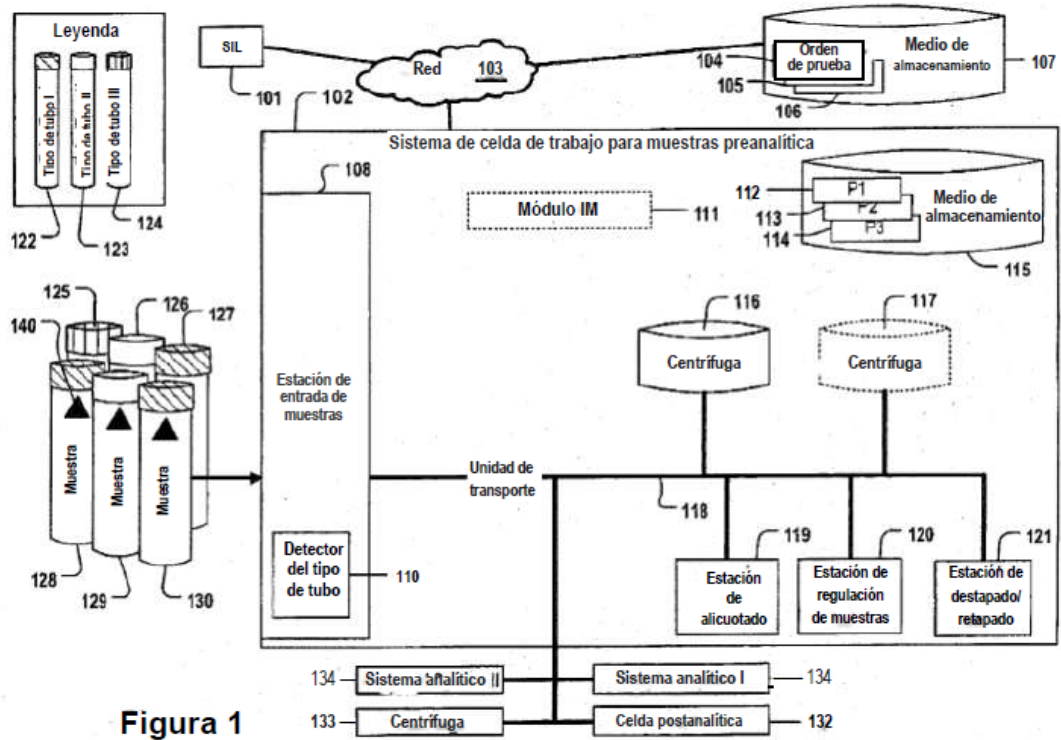 Leyenda
Tipo de tubo I
Tipo de tubo II
Tipo de tubo III
122
123
124
SIL
101
Red 103
102
104
Orden
de prueba
105
106
Medio de
almacenamiento
107
Sistema de celda de trabajo para muestras preanalítica
108
Módulo IM
111
112
P1
113
P2
114
P3
Medio de
almacenamiento
115
125
126
127
140
Muestra
Muestra
Muestra
128
129
130
Estación de
entrada de
muestras
Detector
del tipo
de tubo
110
116
Centrífuga
117
Centrífuga
Unidad de
transporte
118
119
Estación
de
alicuotado
120
Estación de
regulación
de muestras
121
Estación de
destapado/
retapado
134
Sistema analítico II
Sistema analítico I
134
133
Centrífuga
Celda postanalítica
132
Figura 1